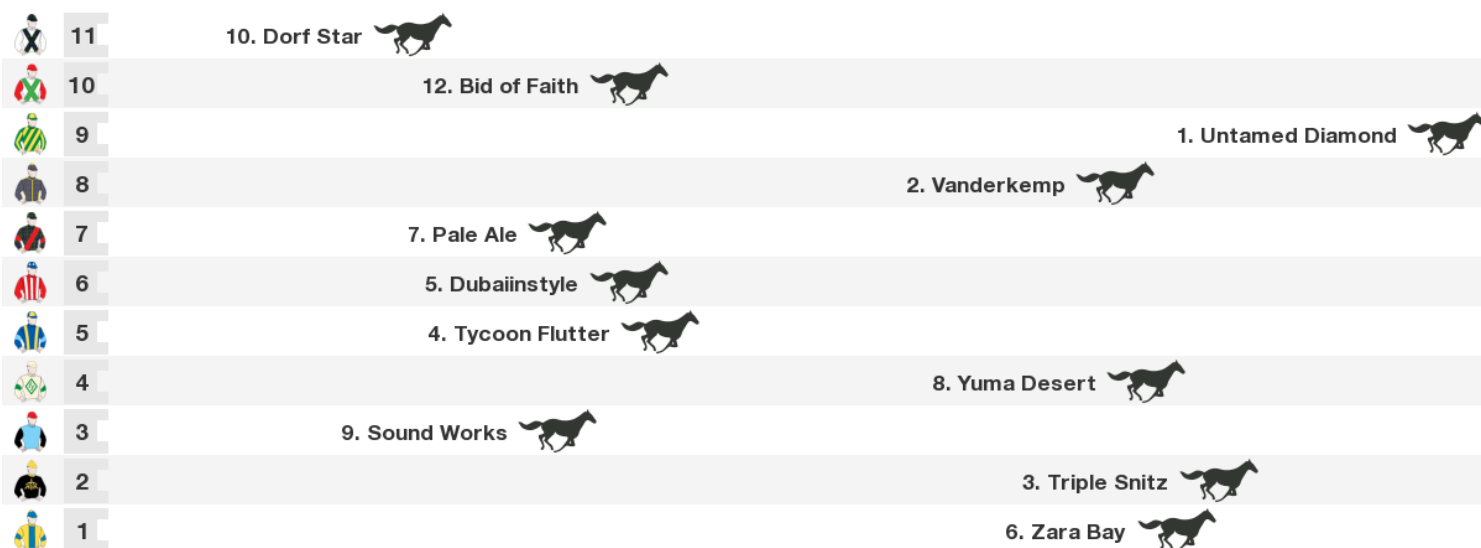 11 10. Dorf Star
10 12. Bid of Faith
9 1. Untamed Diamond
8 2. Vanderkemp
7 7. Pale Ale
6 5. Dubaiinstyle
5 4. Tycoon Flutter
4 8. Yuma Desert
3 9. Sound Works
2 3. Triple Snitz
1 6. Zara Bay